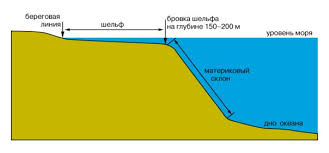 береговая
линия
шельф
бровка шельфа
на глубине 150–200 м
уровень моря
материковый
склон
дно океана